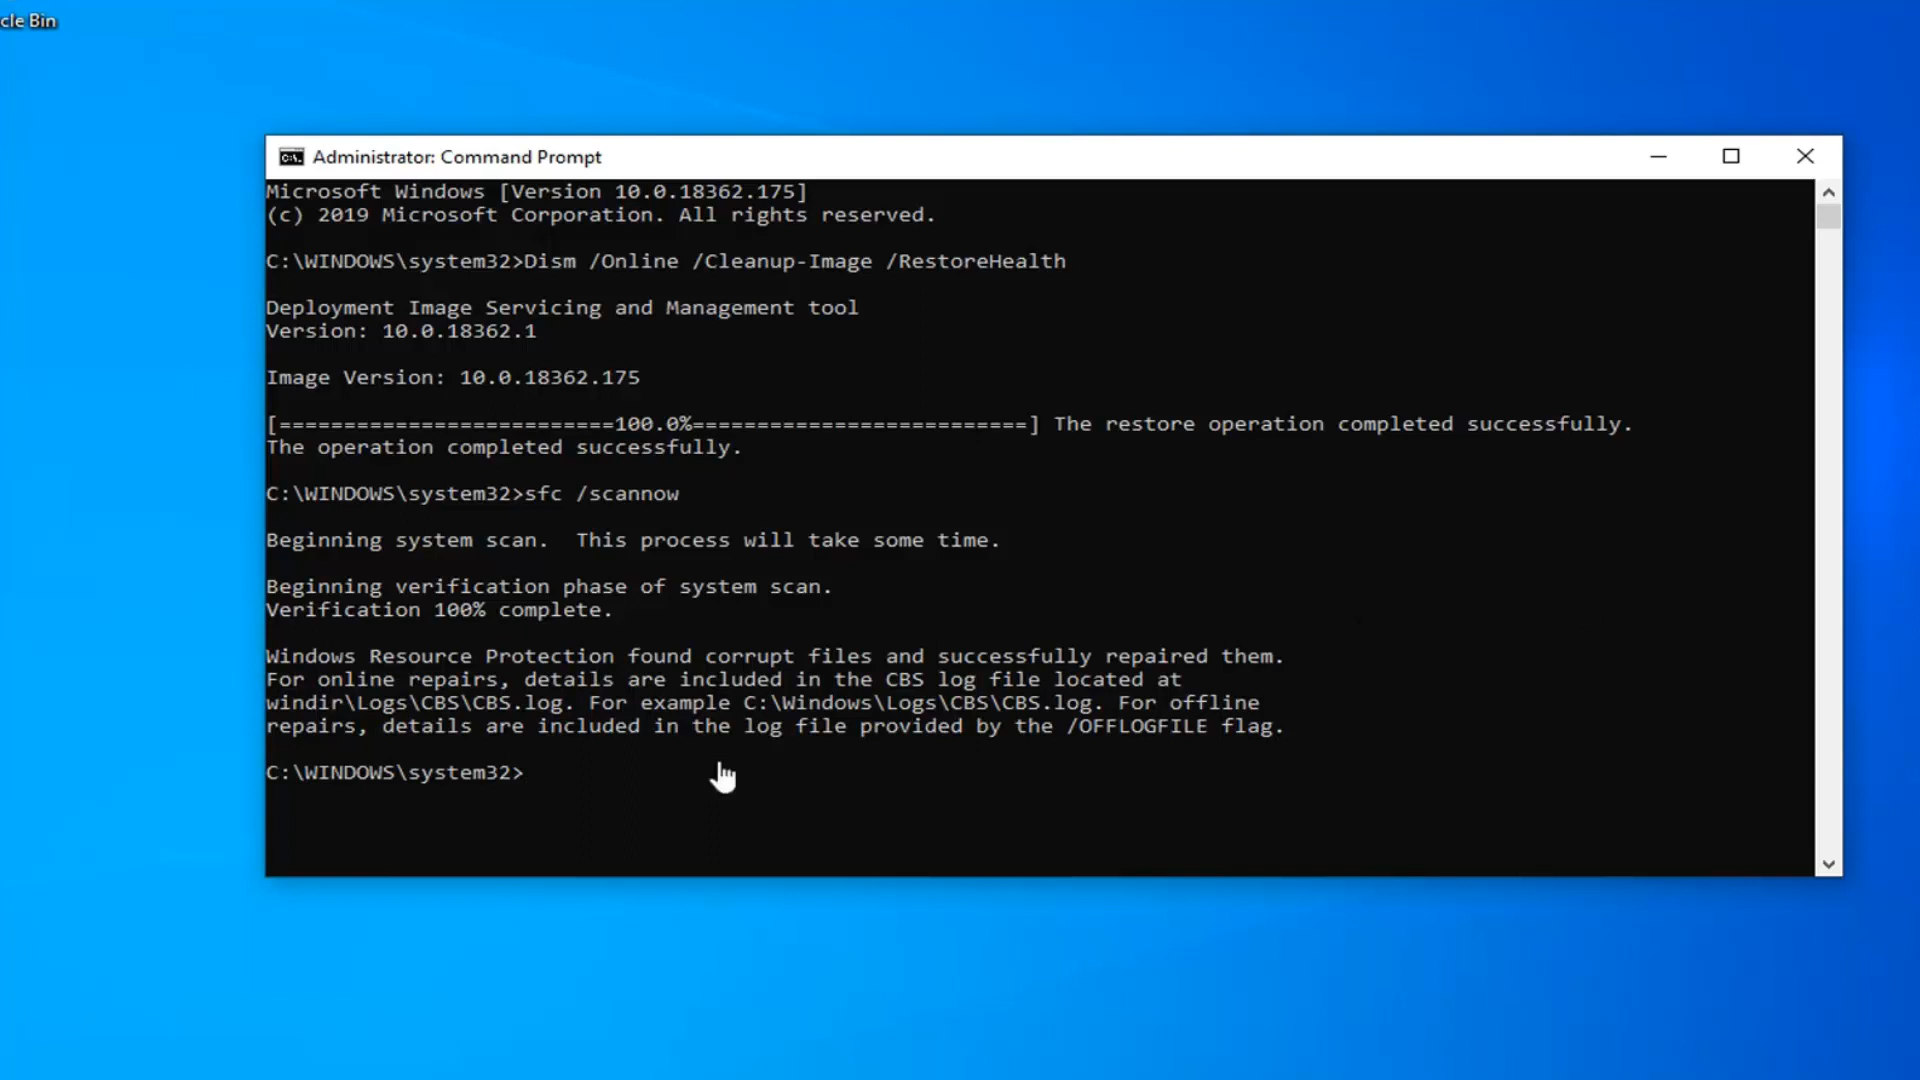 cle Bin
Administrator: Command Prompt
Microsoft Windows [Version 10.0.18362.175]
(c) 2019 Microsoft Corporation. All rights reserved.
C:\WINDOWS\system32>Dism /Online /Cleanup-Image /RestoreHealth
Deployment Image Servicing and Management tool
Version: 10.0.18362.1
Image Version: 10.0.18362.175
[==========================100.0%==========================] The restore operation completed successfully.
The operation completed successfully.
C:\WINDOWS\system32>sfc /scannow
Beginning system scan.  This process will take some time.
Beginning verification phase of system scan.
Verification 100% complete.
Windows Resource Protection found corrupt files and successfully repaired them.
For online repairs, details are included in the CBS log file located at
windir\Logs\CBS\CBS.log. For example C:\Windows\Logs\CBS\CBS.log. For offline
repairs, details are included in the log file provided by the /OFFLOGFILE flag.
C:\WINDOWS\system32>